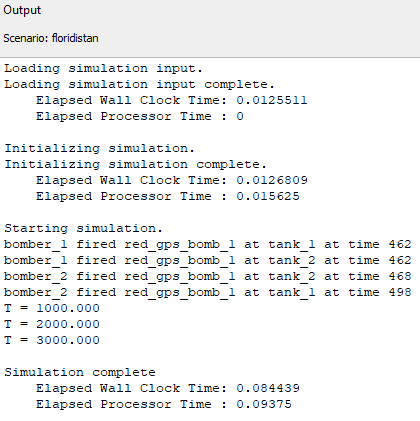 Output
Scenario: floridistan
Loading simulation input.
Loading simulation input complete.
Elapsed Wall Clock Time: 0.0125511
Elapsed Processor Time : 0
Initializing simulation.
Initializing simulation complete.
Elapsed Wall Clock Time: 0.0126809
Elapsed Processor Time : 0.015625
Starting simulation.
bomber_1 fired red_gps_bomb_1 at tank_1 at time 462
bomber_1 fired red_gps_bomb_1 at tank_2 at time 462
bomber_2 fired red_gps_bomb_1 at tank_2 at time 468
bomber_2 fired red_gps_bomb_1 at tank_1 at time 498
T = 1000.000
T = 2000.000
T = 3000.000
Simulation complete
Elapsed Wall Clock Time: 0.084439
Elapsed Processor Time : 0.09375